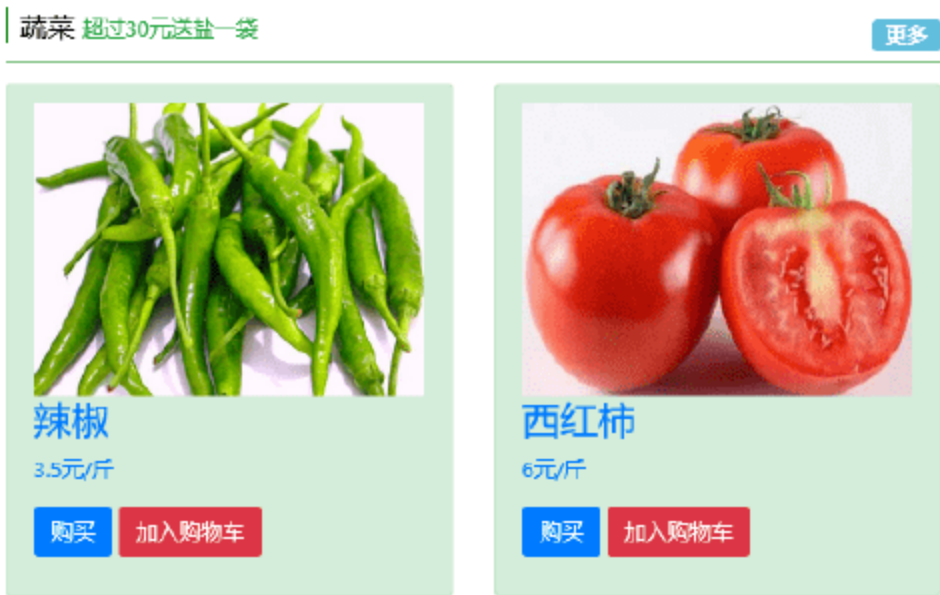 蔬菜 超过30元送盐一袋
更多
辣椒
3.5元/斤
购买 加入购物车
西红柿
6元/斤
购买 加入购物车